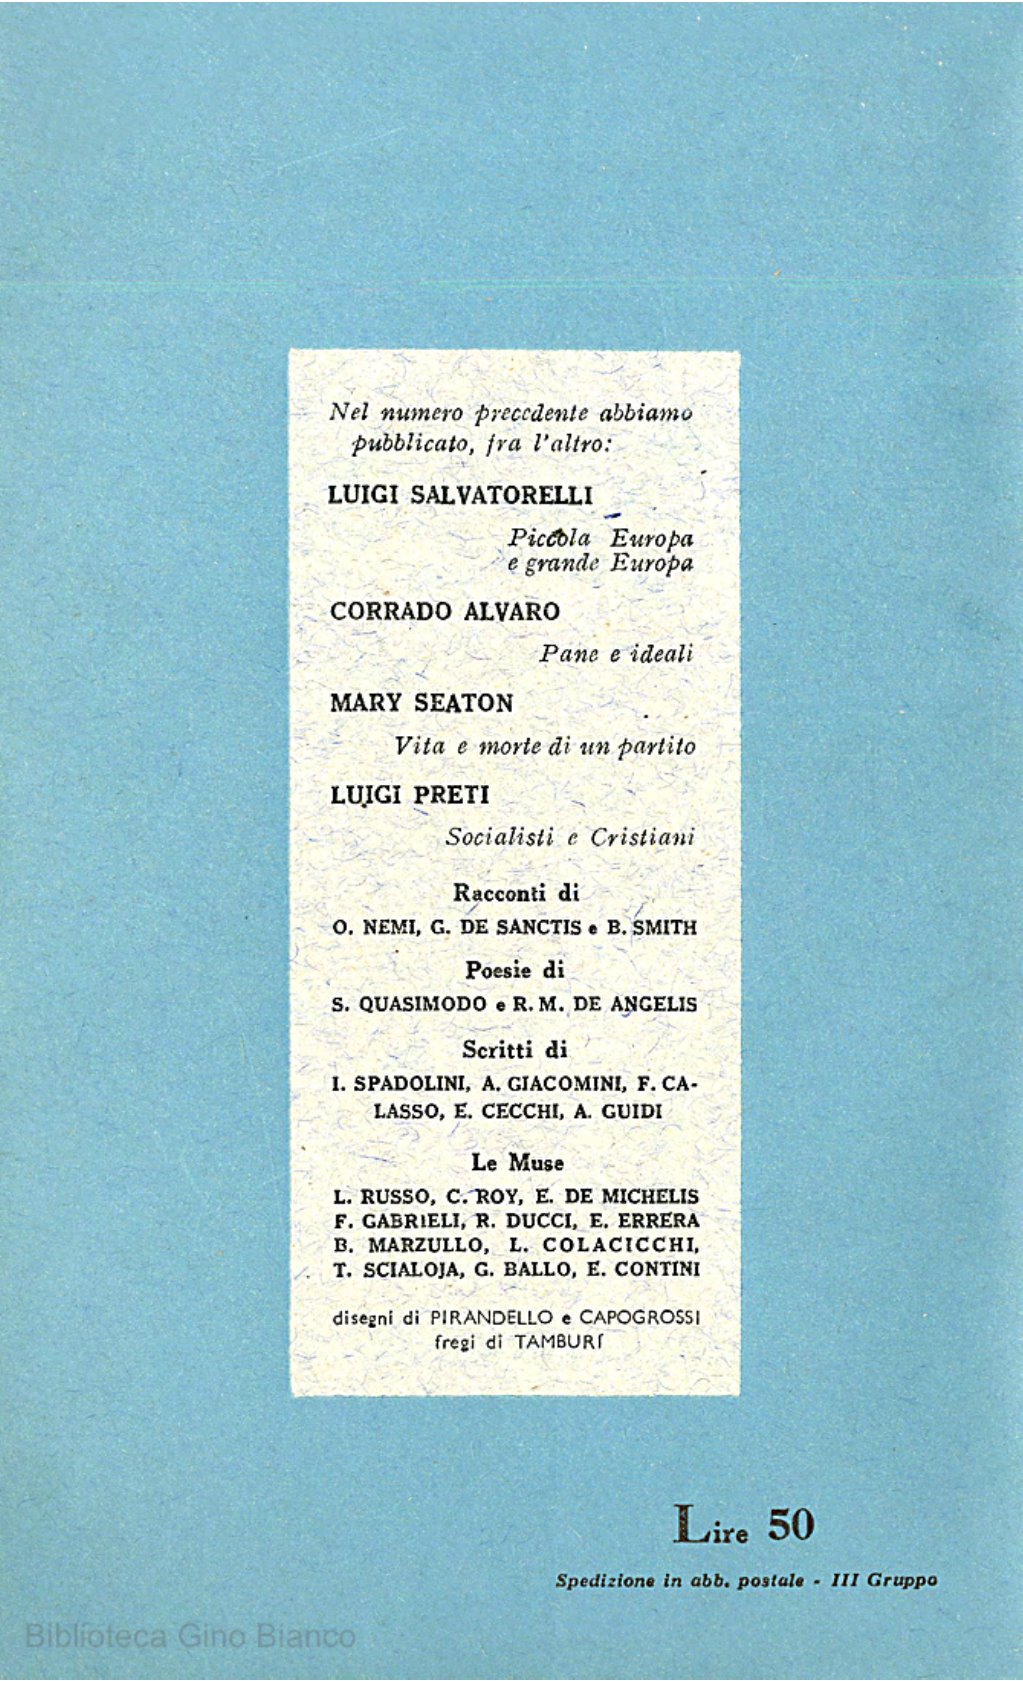 Nel numero precedente abbiamo
pubblicato, fra l'altro:
LUIGI SALVATORELLI
Piccola Europa
e grande Europa
CORRADO ALVARO
Pane e ideali
MARY SEATON
Vita e morte di un partito
LUIGI PRETI
Socialisti e Cristiani
Racconti di
O. NEMI, G. DE SANCTIS e B. SMITH
Poesie di
S. QUASIMODO e R. M. DE ANGELIS
Scritti di
I. SPADOLINI, A. GIACOMINI, F. CA-
LASSO, E. CECCHI, A. GUIDI
Le Muse
L. RUSSO, C. ROY, E. DE MICHELIS
F. GABRIELI, R. DUCCI, E. ERRERA
B. MARZULLO, L. COLACICCHI,
T. SCIALOJA, G. BALLO, E. CONTINI
disegni di PIRANDELLO e CAPOGROSSI
fregi di TAMBURI
Lire 50
Spedizione in abb. postale - III Gruppo
Biblioteca Gino Bianco